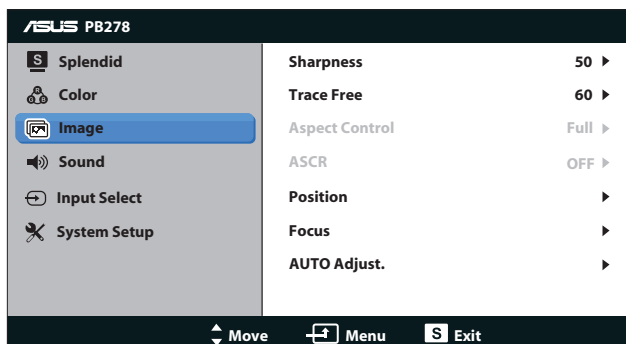 ASUS PB278
S Splendid
R G B Color
Image
Sound
Input Select
System Setup
Sharpness 50
Trace Free 60
Aspect Control Full
ASCR OFF
Position
Focus
AUTO Adjust.
Move Menu S Exit